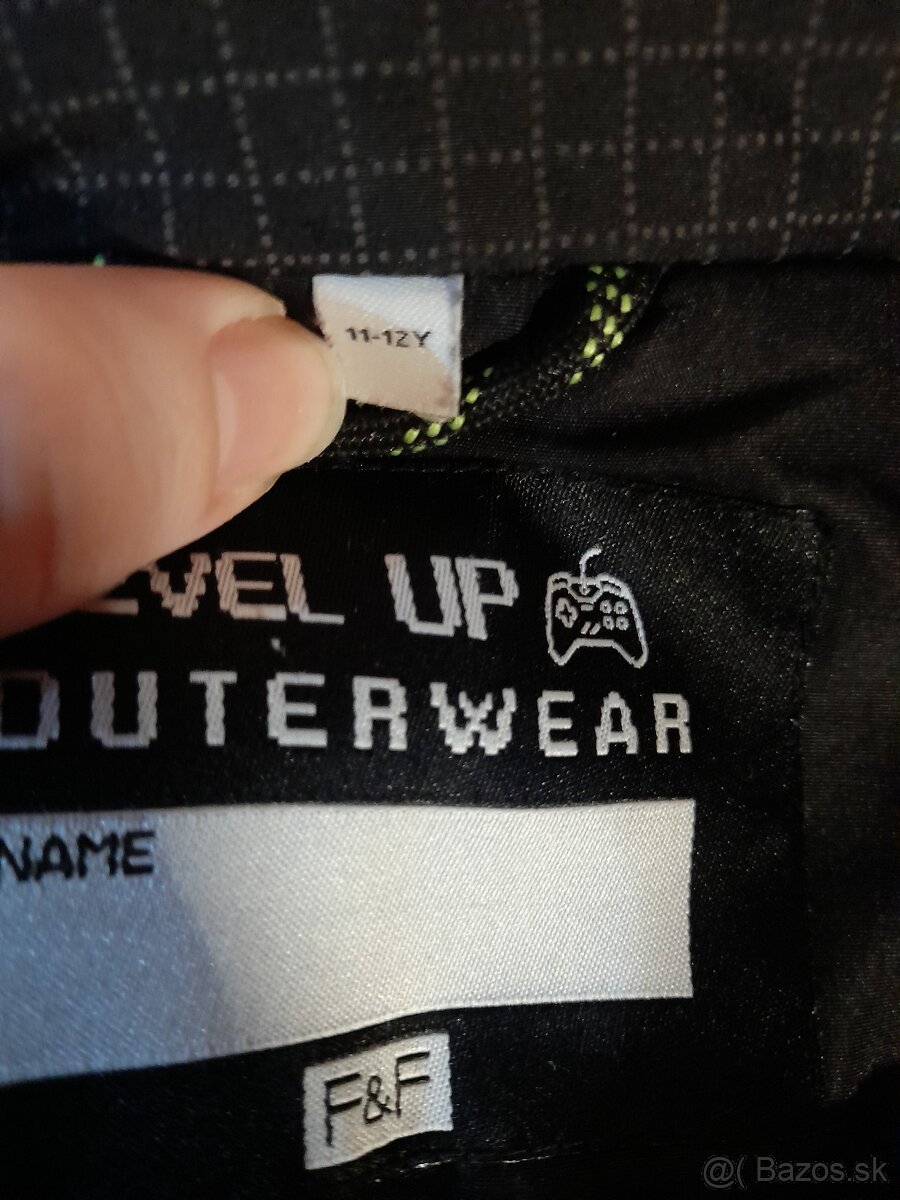 11-12Y
EVEL UP
OUTERWEAR
NAME
F&F
@( Bazos.sk